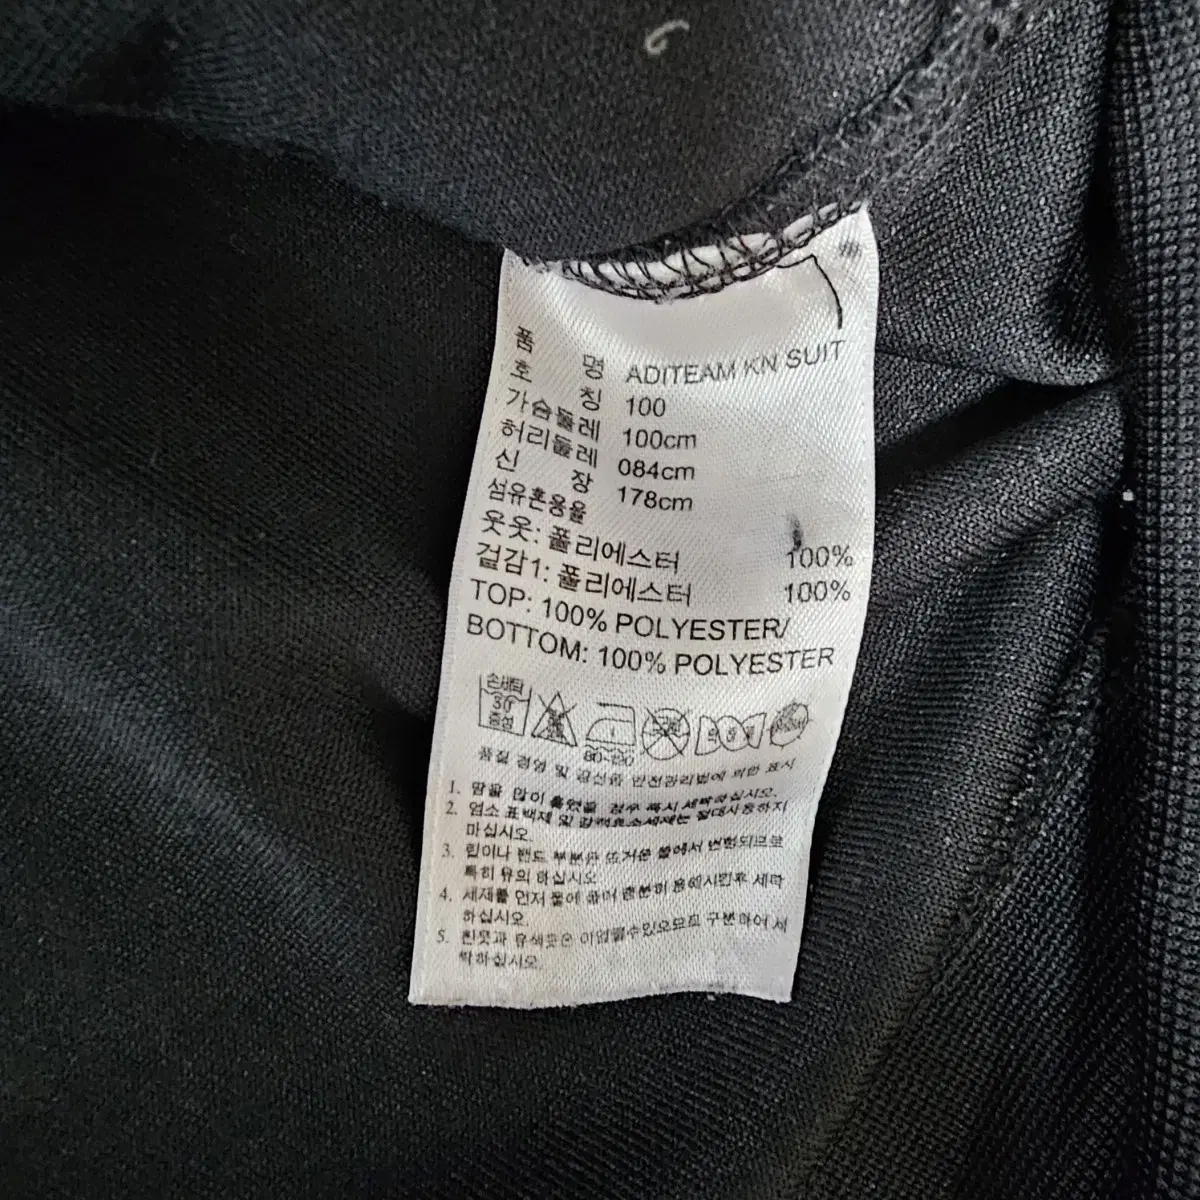 품 명 ADITEAM KN SUIT
호 칭 100
가슴둘레 100cm
허리둘레 084cm
신 장 178cm
섬유혼용율
웃옷: 폴리에스터 100%
겉감1: 폴리에스터 100%
TOP: 100% POLYESTER/
BOTTOM: 100% POLYESTER
손세탁
30
중성
80~120
품질 경영 및 공산품 안전관리법에 의한 표시
1. 땀을 많이 흘렸을 경우 즉시 세탁하십시오.
2. 염소 표백제 및 강력효소세제는 절대사용하지
마십시오.
3. 립이나 밴드 부분은 뜨거운 물에서 변형되므로
특히 유의 하십시오
4. 세재를 먼저 물에 풀어 충분히 용해시킨후 세탁
하십시오.
5. 흰옷과 유색옷은 이염될수있으므로 구분하여 세
탁하십시오.